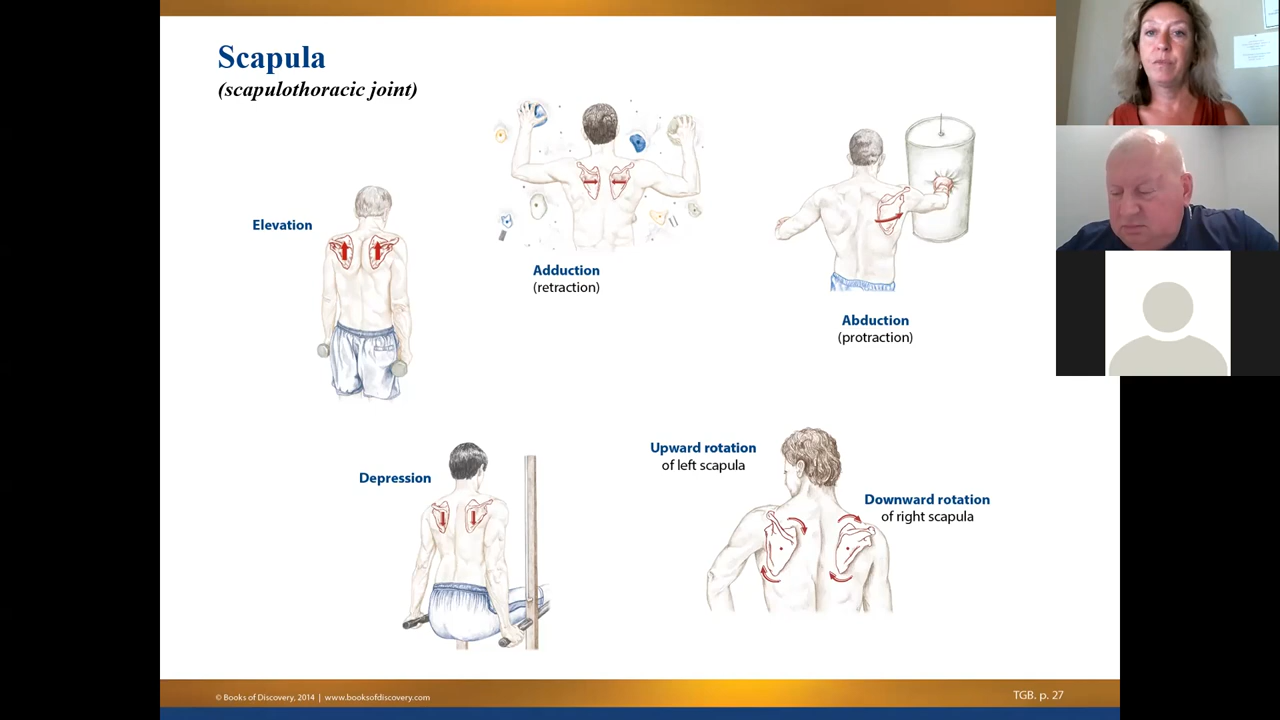 Scapula
(scapulothoracic joint)
Elevation
Adduction
(retraction)
Abduction
(protraction)
Depression
Upward rotation
of left scapula
Downward rotation
of right scapula
© Books of Discovery, 2014 | www.booksofdiscovery.com
TGB. p. 27